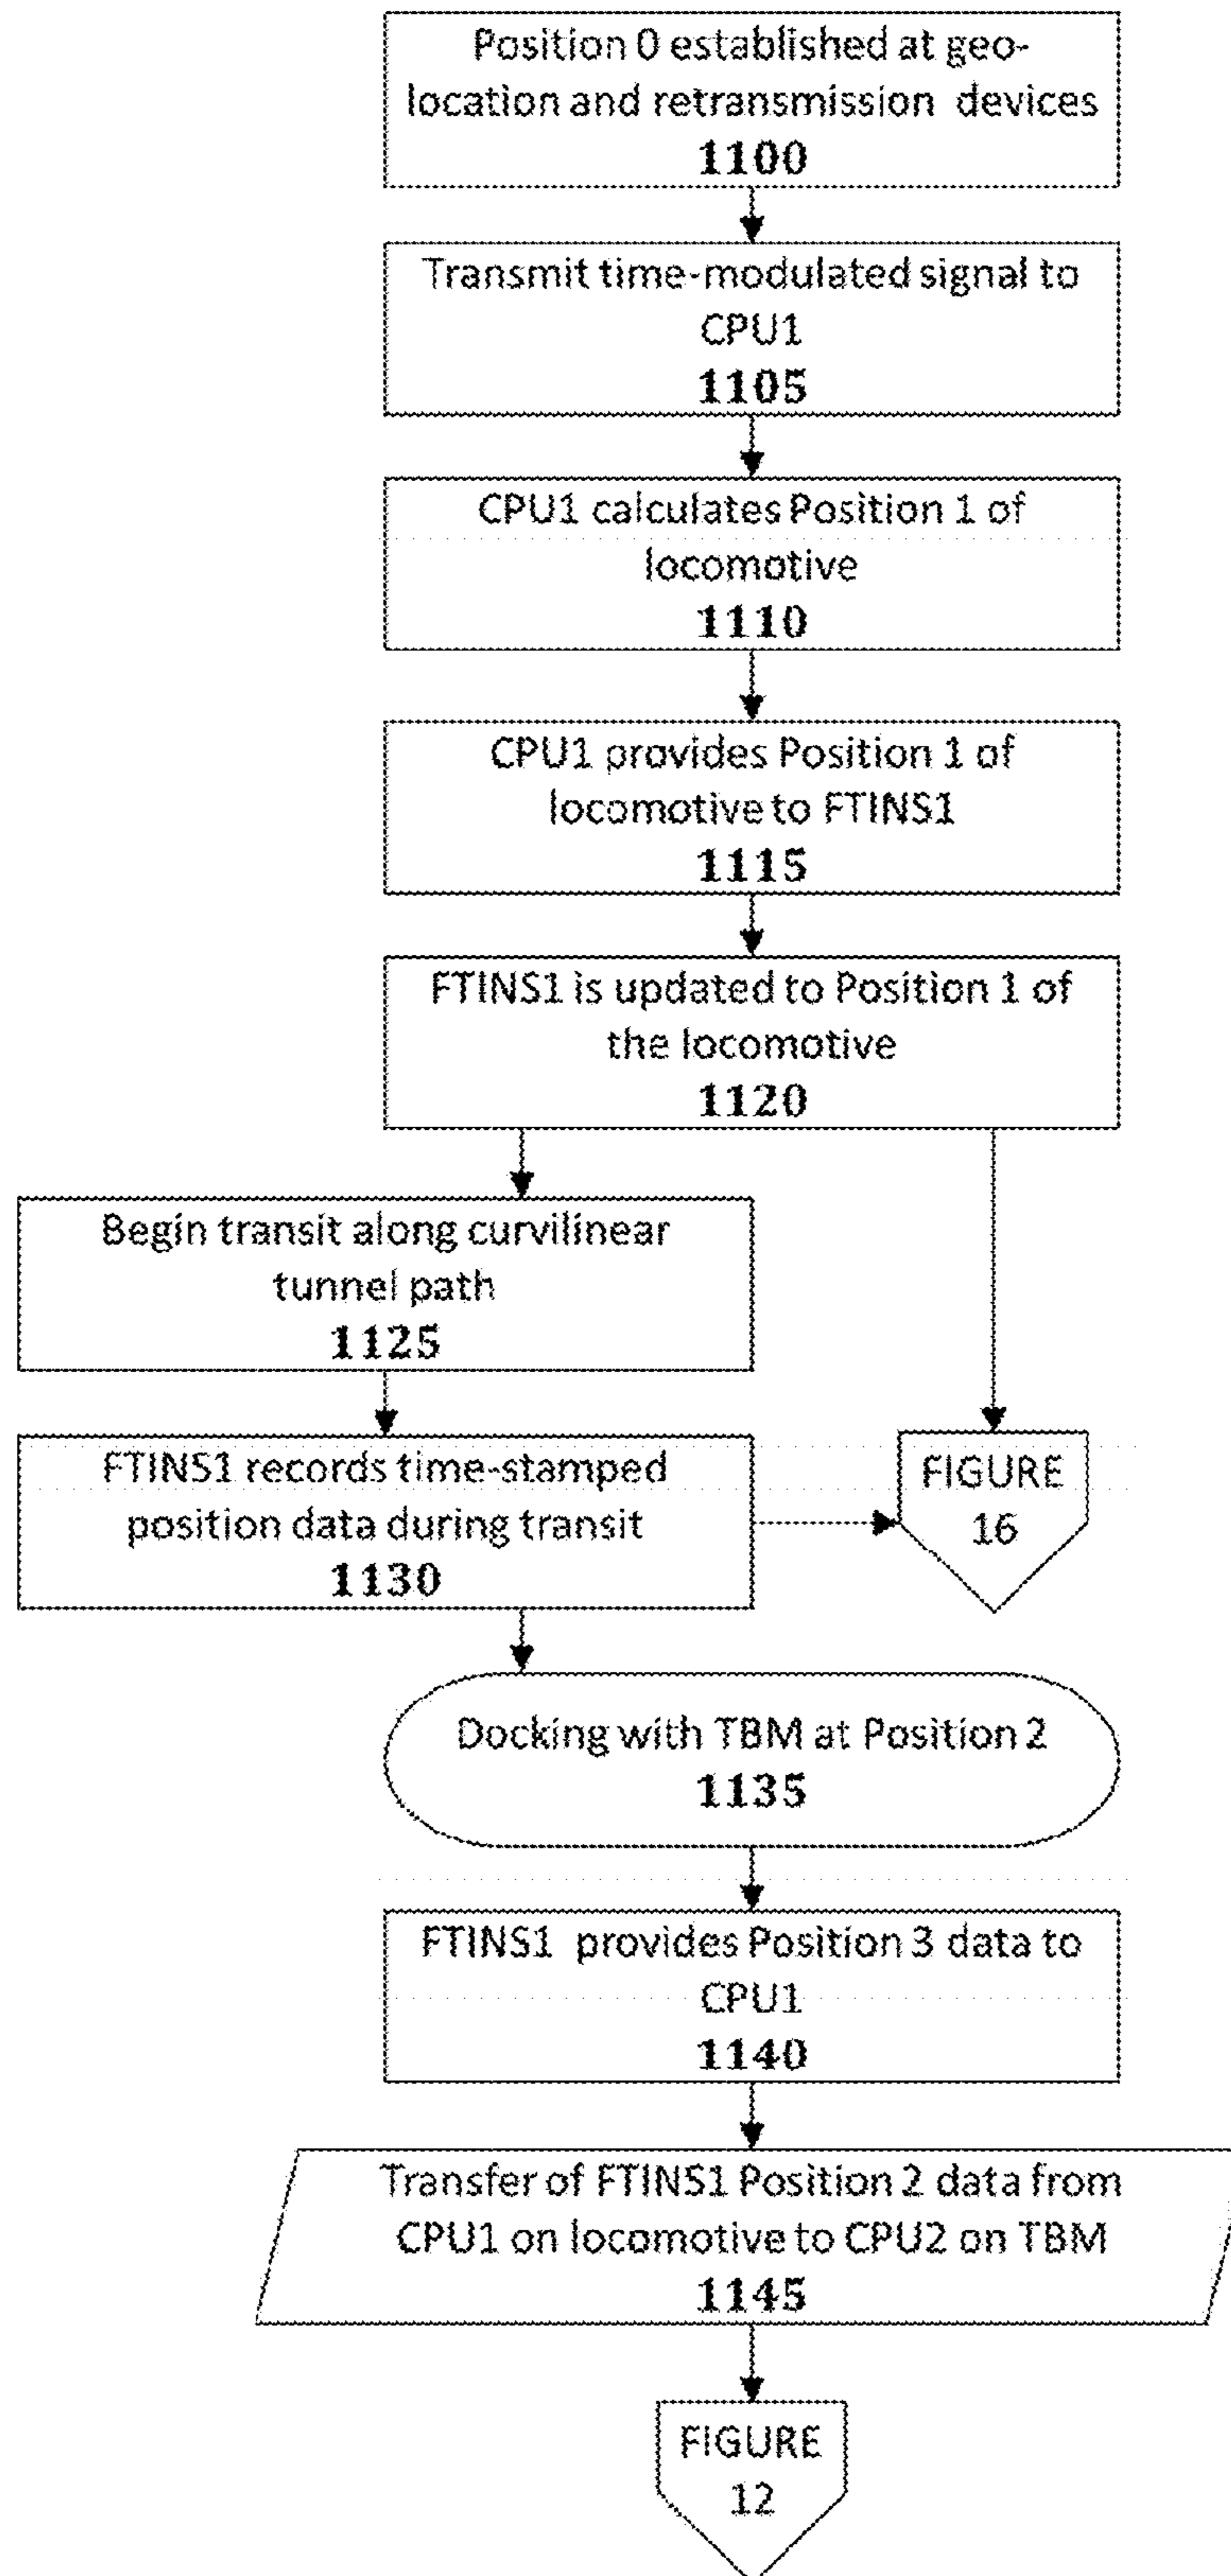 Position 0 established at geo-
location and retransmission devices
1100
Transmit time-modulated signal to
CPU1
1105
CPU1 calculates Position 1 of
locomotive
1110
CPU1 provides Position 1 of
locomotive to FTINS1
1115
FTINS1 is updated to Position 1 of
the locomotive
1120
Begin transit along curvilinear
tunnel path
1125
FTINS1 records time-stamped
position data during transit
1130
FIGURE
16
Docking with TBM at Position 2
1135
FTINS1 provides Position 3 data to
CPU1
1140
Transfer of FTINS1 Position 2 data from
CPU1 on locomotive to CPU2 on TBM
1145
FIGURE
12